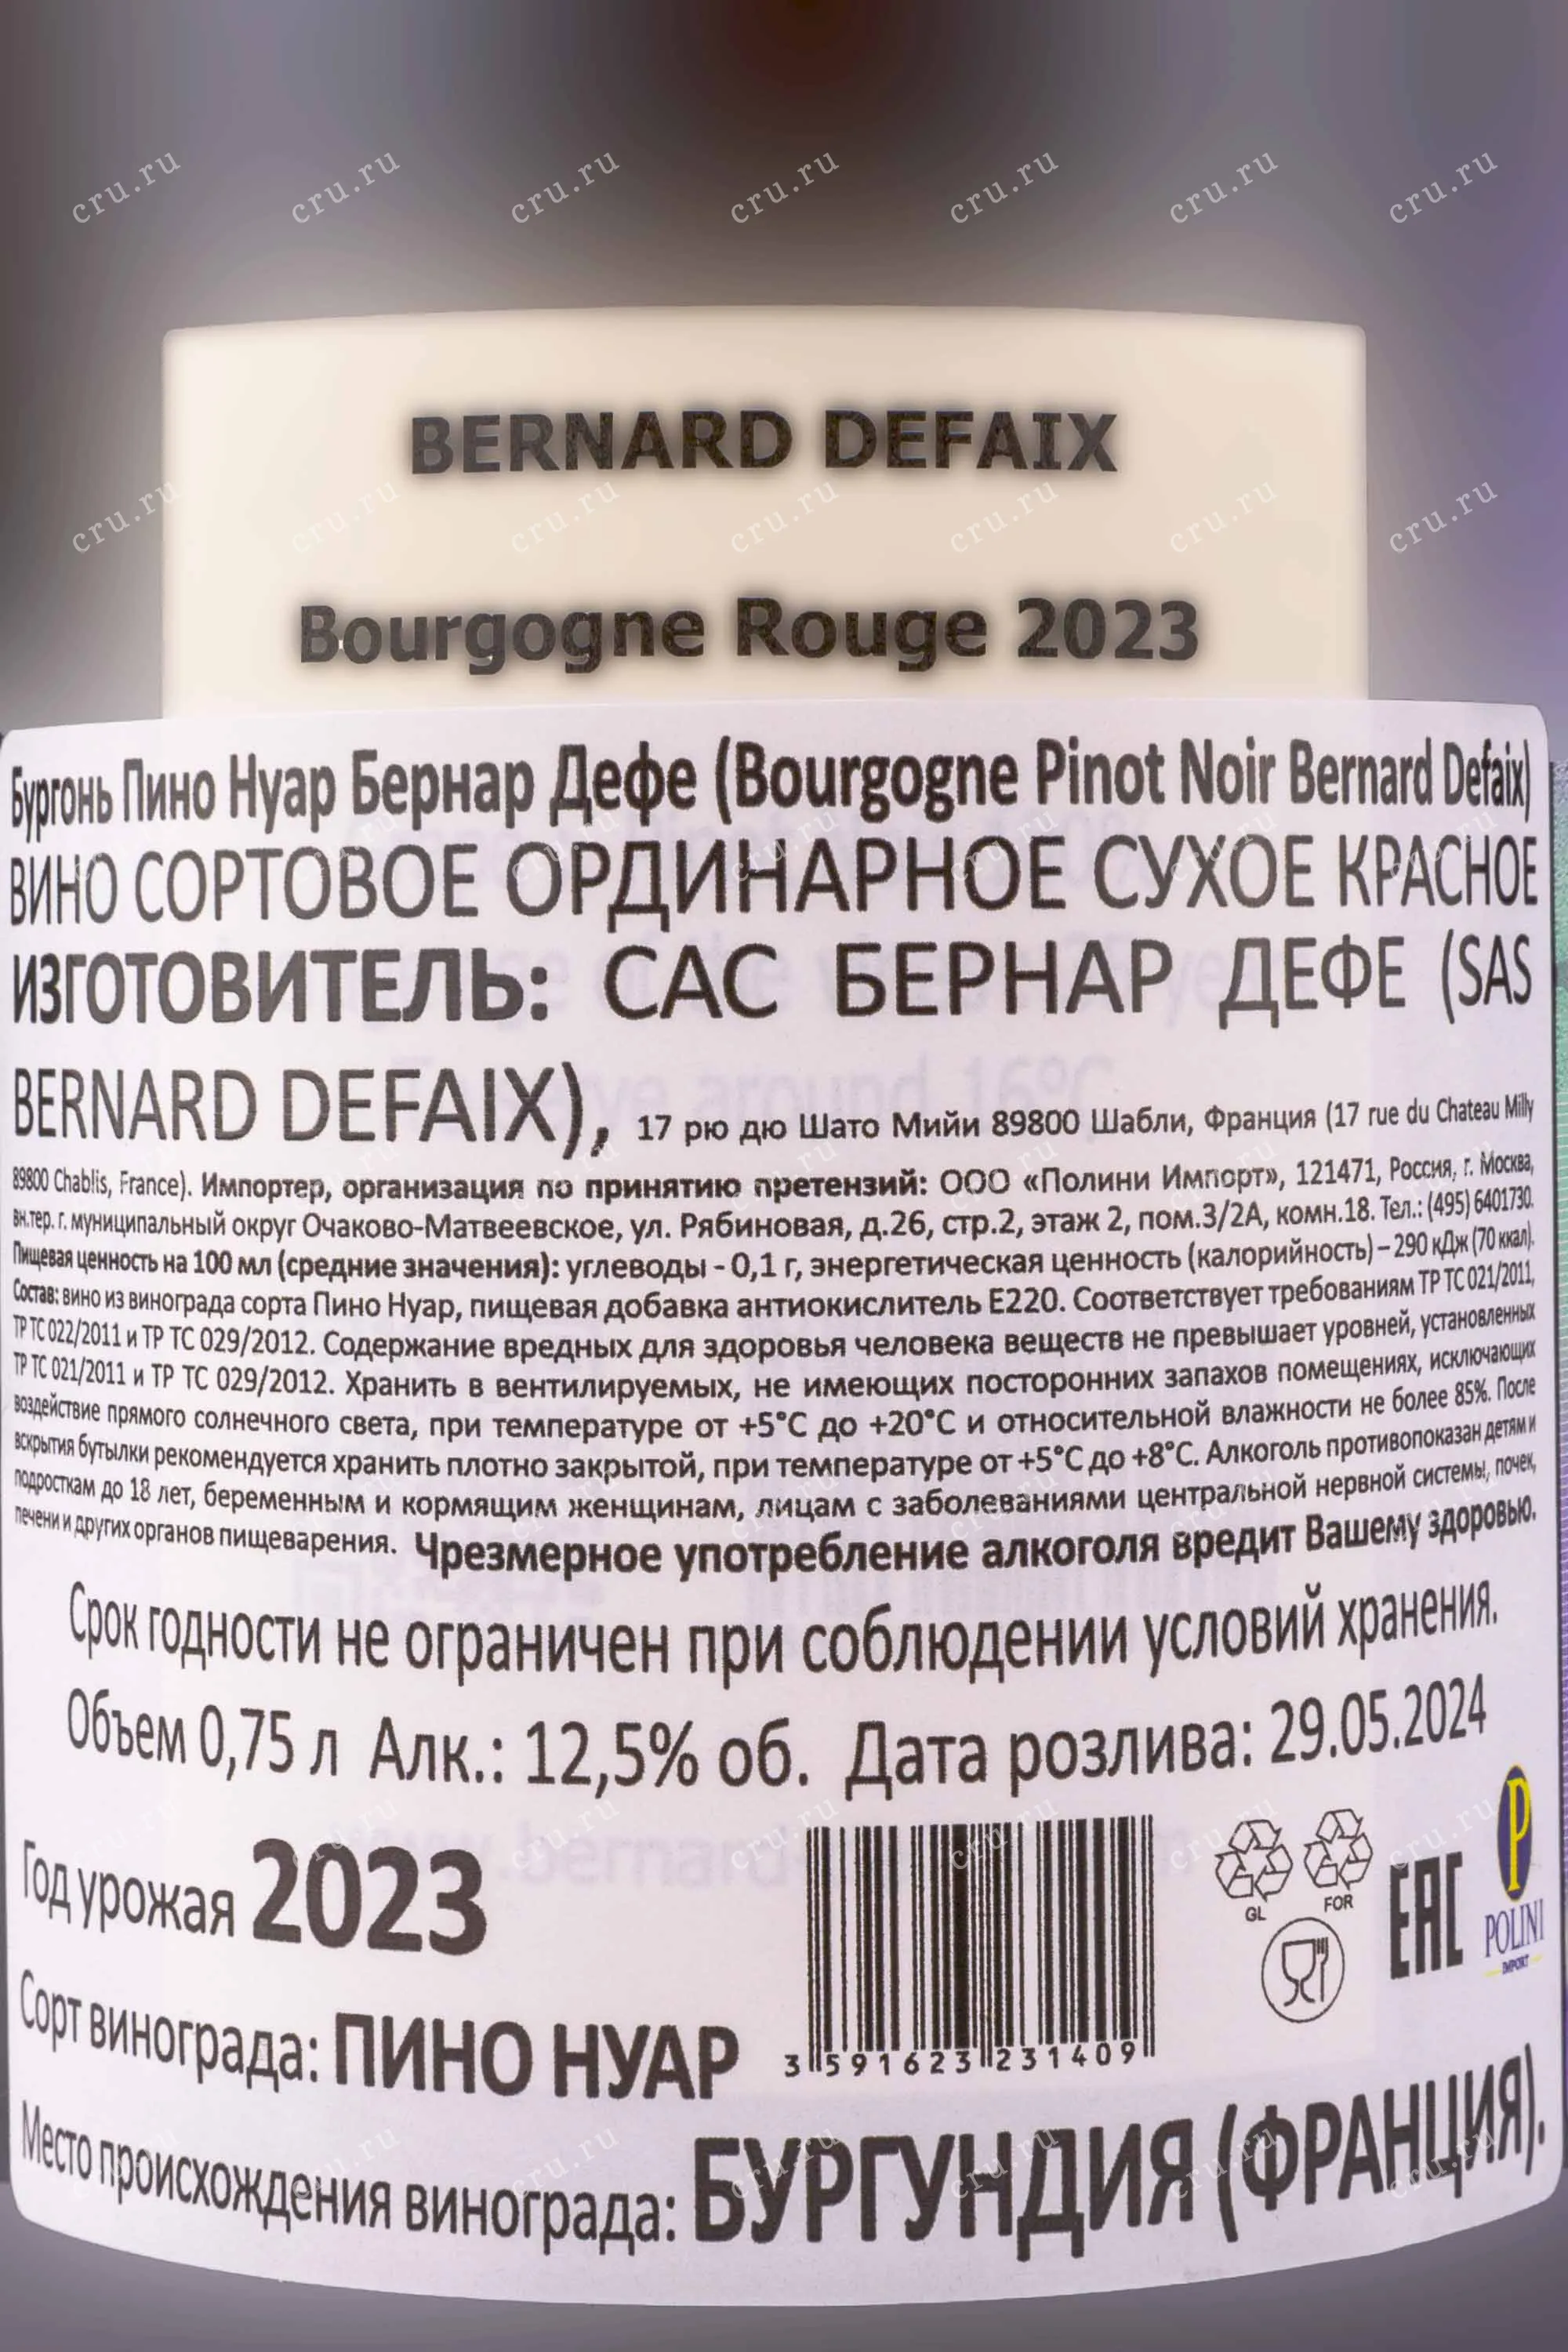 BERNARD DEFAIX
Bourgogne Rouge 2023
Бургонь Пино Нуар Бернар Дефе (Bourgogne Pinot Noir Bernard Defaix)
ВИНО СОРТОВОЕ ОРДИНАРНОЕ СУХОЕ КРАСНОЕ
ИЗГОТОВИТЕЛЬ: САС БЕРНАР ДЕФЕ (SAS
BERNARD DEFAIX), 17 рю дю Шато Мийи 89800 Шабли, Франция (17 rue du Chateau Milly
89800 Chablis, France). Импортер, организация по принятию претензий: ООО «Полини Импорт», 121471, Россия, г. Москва,
вн.тер. г. муниципальный округ Очаково-Матвеевское, ул. Рябиновая, д.26, стр.2, этаж 2, пом.3/2А, комн.18. Тел.: (495) 6401730.
Пищевая ценность на 100 мл (средние значения): углеводы - 0,1 г, энергетическая ценность (калорийность) – 290 кДж (70 ккал).
Состав: вино из винограда сорта Пино Нуар, пищевая добавка антиокислитель Е220. Соответствует требованиям ТР ТС 021/2011,
ТР ТС 022/2011 и ТР ТС 029/2012. Содержание вредных для здоровья человека веществ не превышает уровней, установленных
ТР ТС 021/2011 и ТР ТС 029/2012. Хранить в вентилируемых, не имеющих посторонних запахов помещениях, исключающих
воздействие прямого солнечного света, при температуре от +5°С до +20°С и относительной влажности не более 85%. После
вскрытия бутылки рекомендуется хранить плотно закрытой, при температуре от +5°С до +8°С. Алкоголь противопоказан детям и
подросткам до 18 лет, беременным и кормящим женщинам, лицам с заболеваниями центральной нервной системы, почек,
печени и других органов пищеварения. Чрезмерное употребление алкоголя вредит Вашему здоровью.
Срок годности не ограничен при соблюдении условий хранения.
Объем 0,75 л Алк.: 12,5% об. Дата розлива: 29.05.2024
Год урожая 2023
Сорт винограда: ПИНО НУАР
3 591623 231409
GL FOR
EAC
P
POLINI
IMPORT
Место происхождения винограда: БУРГУНДИЯ (ФРАНЦИЯ).
cru.ru